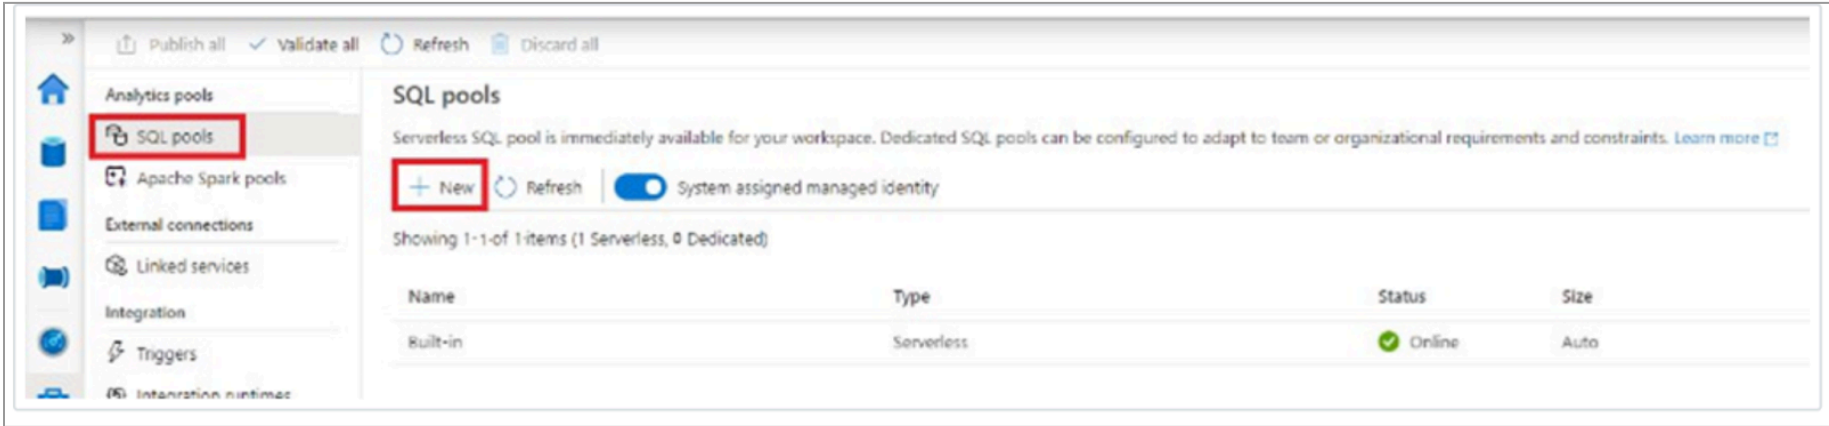 » Publish all Validate all Refresh Discard all
Analytics pools
SQL pools
Apache Spark pools
External connections
Linked services
Integration
Triggers
Integration runtimes
SQL pools
Serverless SQL pool is immediately available for your workspace. Dedicated SQL pools can be configured to adapt to team or organizational requirements and constraints. Learn more
+ New Refresh System assigned managed identity
Showing 1-1 of 1 items (1 Serverless, 0 Dedicated)
Name Type Status Size
Built-in Serverless Online Auto